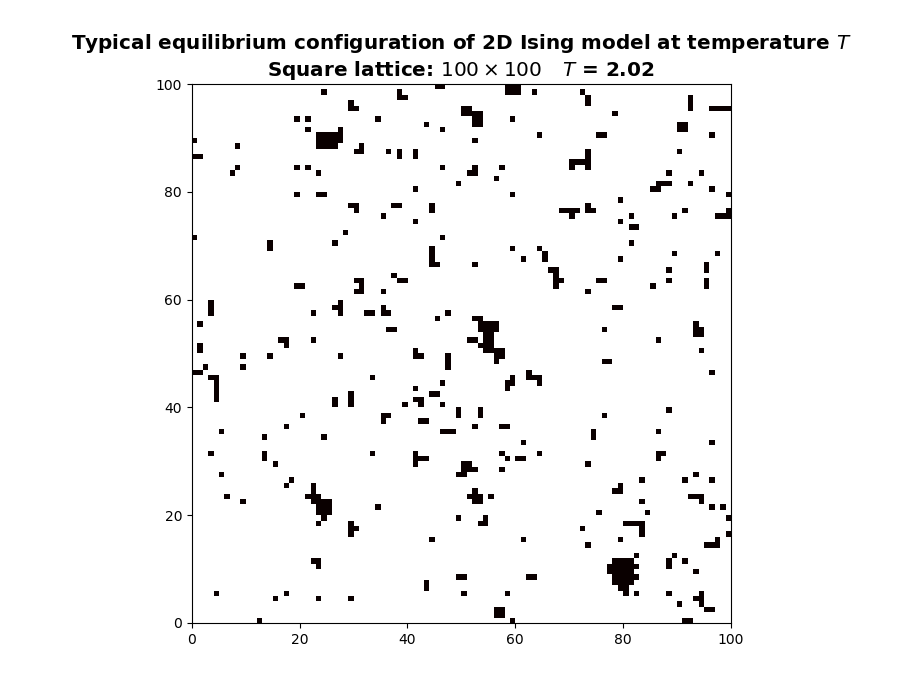 Typical equilibrium configuration of 2D Ising model at temperature T
Square lattice: 100 × 100 T = 2.02
100
80
60
40
20
0
0 20 40 60 80 100